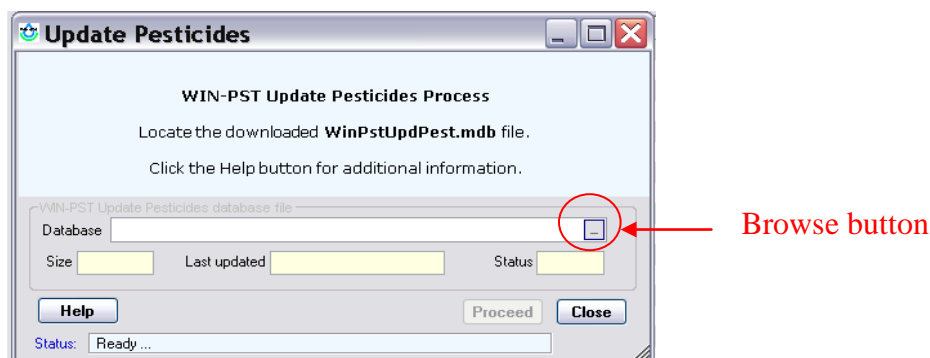 Update Pesticides
WIN-PST Update Pesticides Process
Locate the downloaded WinPstUpdPest.mdb file.
Click the Help button for additional information.
WIN-PST Update Pesticides database file
Database ...
Browse button
Size Last updated Status
Help Proceed Close
Status: Ready ...